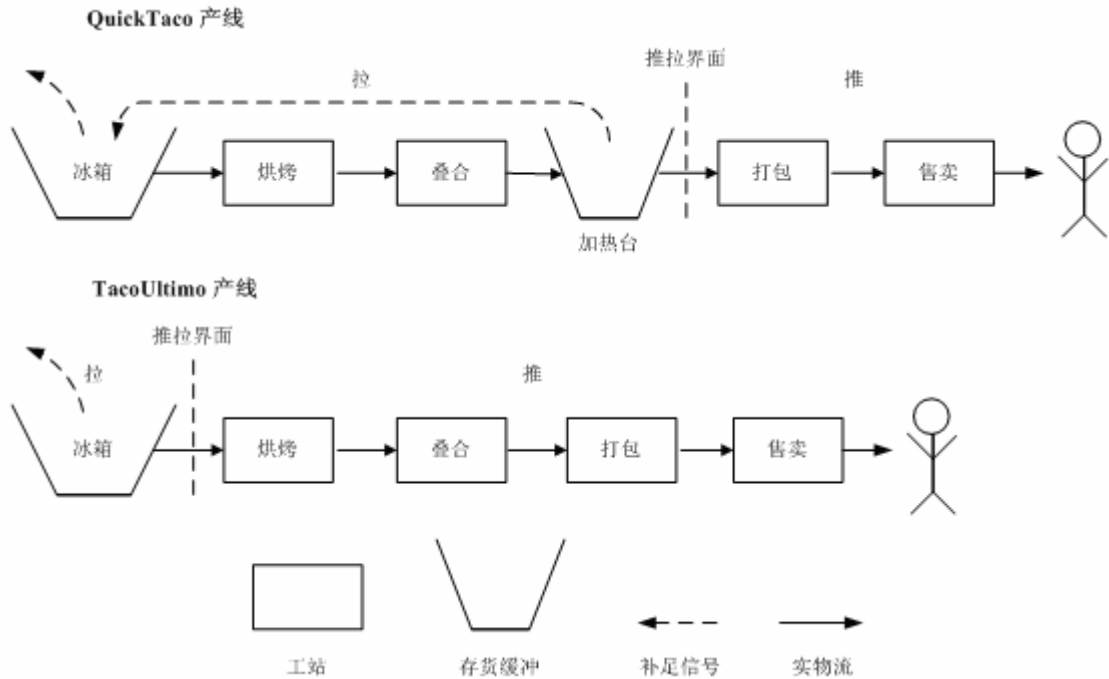 QuickTaco 产线
推拉界面
拉
推
冰箱
烘烤
叠合
打包
售卖
加热台
TacoUltimo 产线
推拉界面
拉
推
冰箱
烘烤
叠合
打包
售卖
工站
存货缓冲
补足信号
实物流